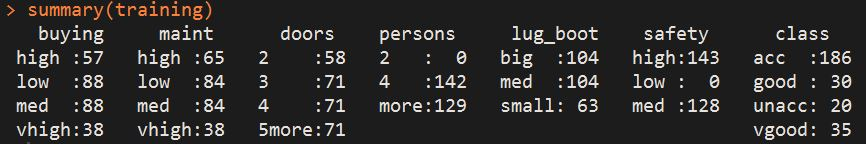 > summary(training)
buying maint doors persons lug_boot safety class
high :57 high :65 2 :58 2 : 0 big :104 high:143 acc :186
low :88 low :84 3 :71 4 :142 med :104 low : 0 good : 30
med :88 med :84 4 :71 more:129 small: 63 med :128 unacc: 20
vhigh:38 vhigh:38 5more:71 vgood: 35